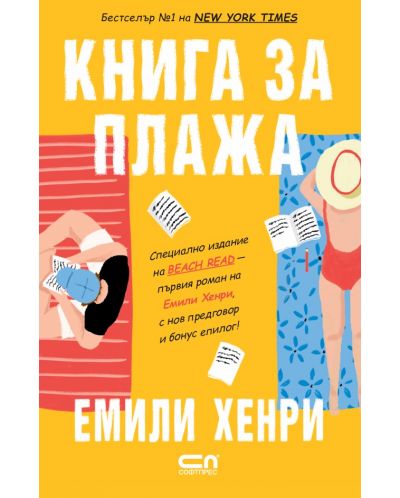 Бестселър №1 на NEW YORK TIMES
КНИГА ЗА
ПЛАЖА
Специално издание
на BEACH READ –
първия роман на
Емили Хенри,
с нов предговор
и бонус епилог!
ЕМИЛИ ХЕНРИ
СОФТПРЕС